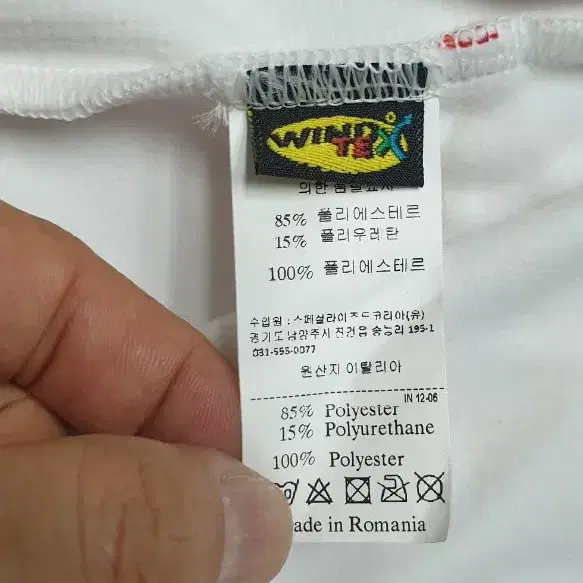 WINDTEX
의한 품질표시
85% 폴리에스테르
15% 폴리우레탄
100% 폴리에스테르
수입원 : 스페셜라이즈드코리아(유)
경기도 남양주시 진건읍 송능리 195-1
031-555-0077
원산지 이탈리아
IN 12-06
85% Polyester
15% Polyurethane
100% Polyester
ade in Romania